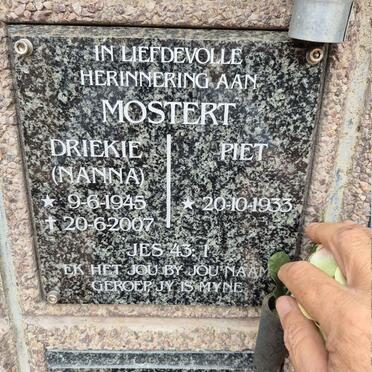 IN LIEFDEVOLLE
HERINNERING AAN
MOSTERT
DRIEKIE
(NANNA)
★ 9-6-1945
✝ 20-6-2007
PIET
★ 20-10-1933
JES 43: 1
EK HET JOU BY JOU NAAM
GEROEP, JY IS MYNE